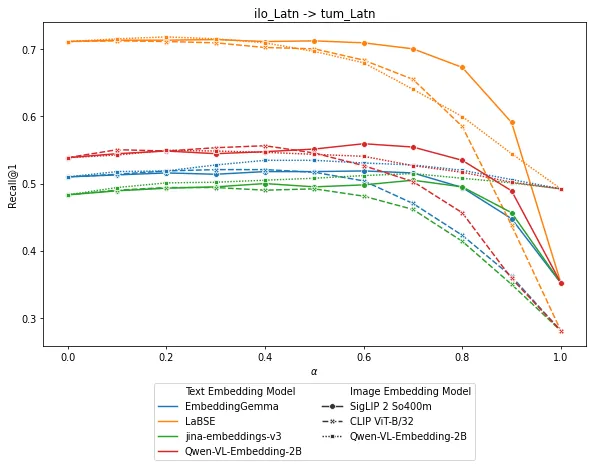 ilo_Latn -> tum_Latn
Recall@1
0.7
0.6
0.5
0.4
0.3
0.0 0.2 0.4 0.6 0.8 1.0
α
Text Embedding Model Image Embedding Model
EmbeddingGemma SigLIP 2 So400m
LaBSE CLIP ViT-B/32
jina-embeddings-v3 Qwen-VL-Embedding-2B
Qwen-VL-Embedding-2B